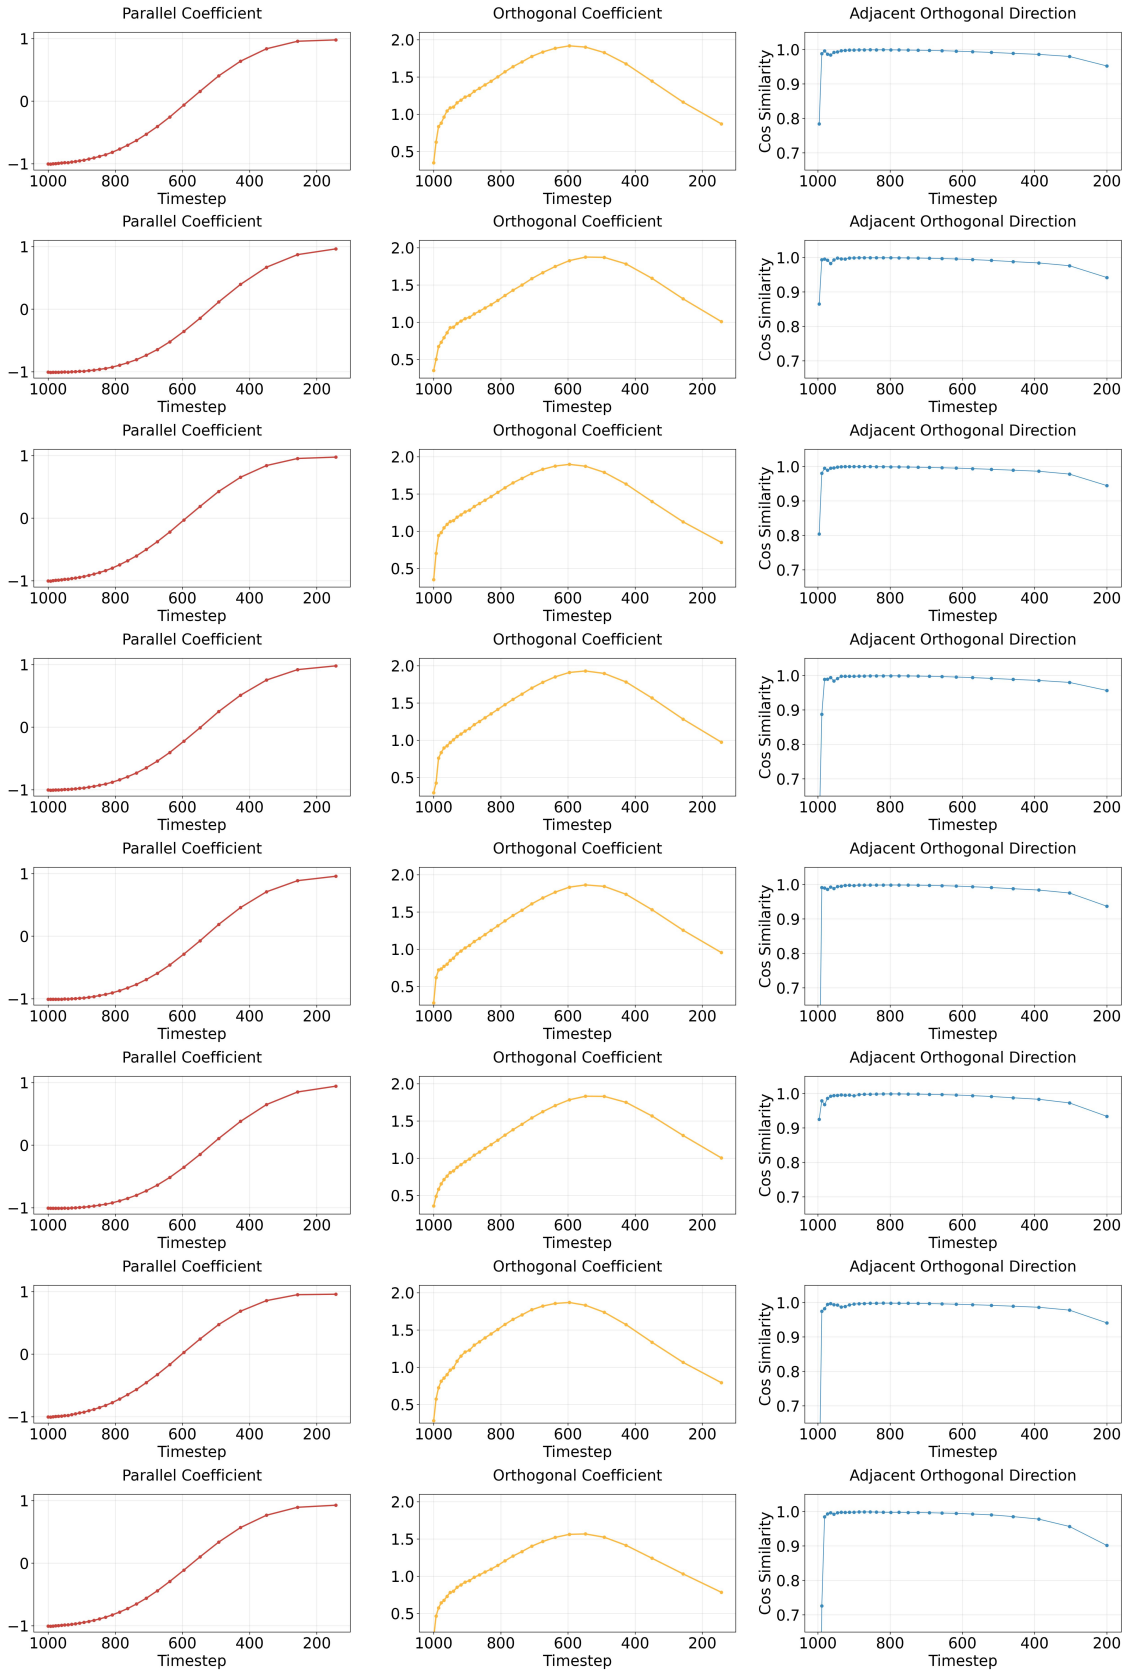 Parallel Coefficient Orthogonal Coefficient Adjacent Orthogonal Direction
1 2.0 1.0
1.5 0.9
0 1.0 0.8
−1 0.5 0.7
Cos Similarity
1000 800 600 400 200 1000 800 600 400 200 1000 800 600 400 200
Timestep Timestep Timestep
Parallel Coefficient Orthogonal Coefficient Adjacent Orthogonal Direction
1 2.0 1.0
1.5 0.9
0 1.0 0.8
−1 0.5 0.7
Cos Similarity
1000 800 600 400 200 1000 800 600 400 200 1000 800 600 400 200
Timestep Timestep Timestep
Parallel Coefficient Orthogonal Coefficient Adjacent Orthogonal Direction
1 2.0 1.0
1.5 0.9
0 1.0 0.8
−1 0.5 0.7
Cos Similarity
1000 800 600 400 200 1000 800 600 400 200 1000 800 600 400 200
Timestep Timestep Timestep
Parallel Coefficient Orthogonal Coefficient Adjacent Orthogonal Direction
1 2.0 1.0
1.5 0.9
0 1.0 0.8
−1 0.5 0.7
Cos Similarity
1000 800 600 400 200 1000 800 600 400 200 1000 800 600 400 200
Timestep Timestep Timestep
Parallel Coefficient Orthogonal Coefficient Adjacent Orthogonal Direction
1 2.0 1.0
1.5 0.9
0 1.0 0.8
−1 0.5 0.7
Cos Similarity
1000 800 600 400 200 1000 800 600 400 200 1000 800 600 400 200
Timestep Timestep Timestep
Parallel Coefficient Orthogonal Coefficient Adjacent Orthogonal Direction
1 2.0 1.0
1.5 0.9
0 1.0 0.8
−1 0.5 0.7
Cos Similarity
1000 800 600 400 200 1000 800 600 400 200 1000 800 600 400 200
Timestep Timestep Timestep
Parallel Coefficient Orthogonal Coefficient Adjacent Orthogonal Direction
1 2.0 1.0
1.5 0.9
0 1.0 0.8
−1 0.5 0.7
Cos Similarity
1000 800 600 400 200 1000 800 600 400 200 1000 800 600 400 200
Timestep Timestep Timestep
Parallel Coefficient Orthogonal Coefficient Adjacent Orthogonal Direction
1 2.0 1.0
1.5 0.9
0 1.0 0.8
−1 0.5 0.7
Cos Similarity
1000 800 600 400 200 1000 800 600 400 200 1000 800 600 400 200
Timestep Timestep Timestep